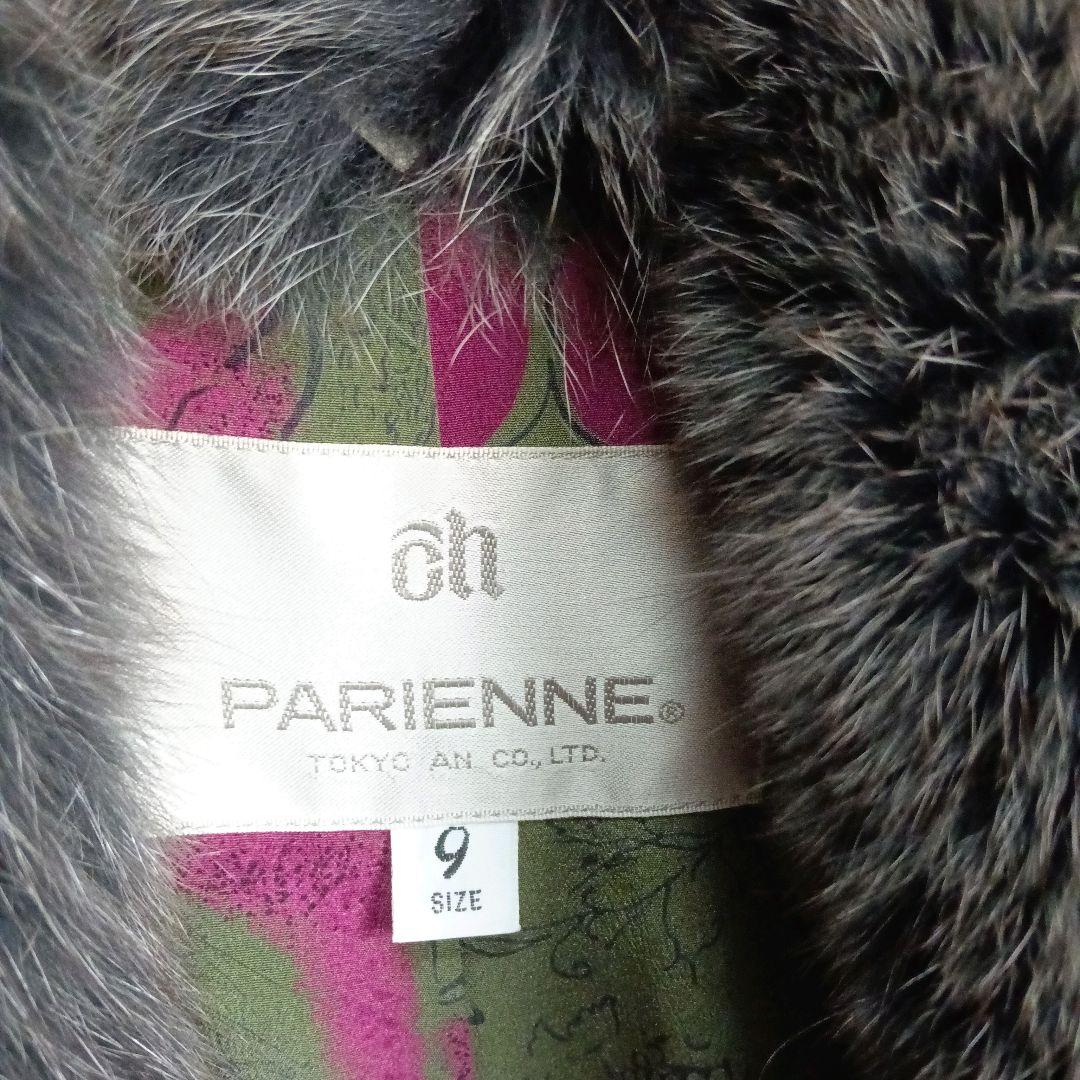 ch
PARIENNE®
TOKYO AN CO., LTD.
9
SIZE